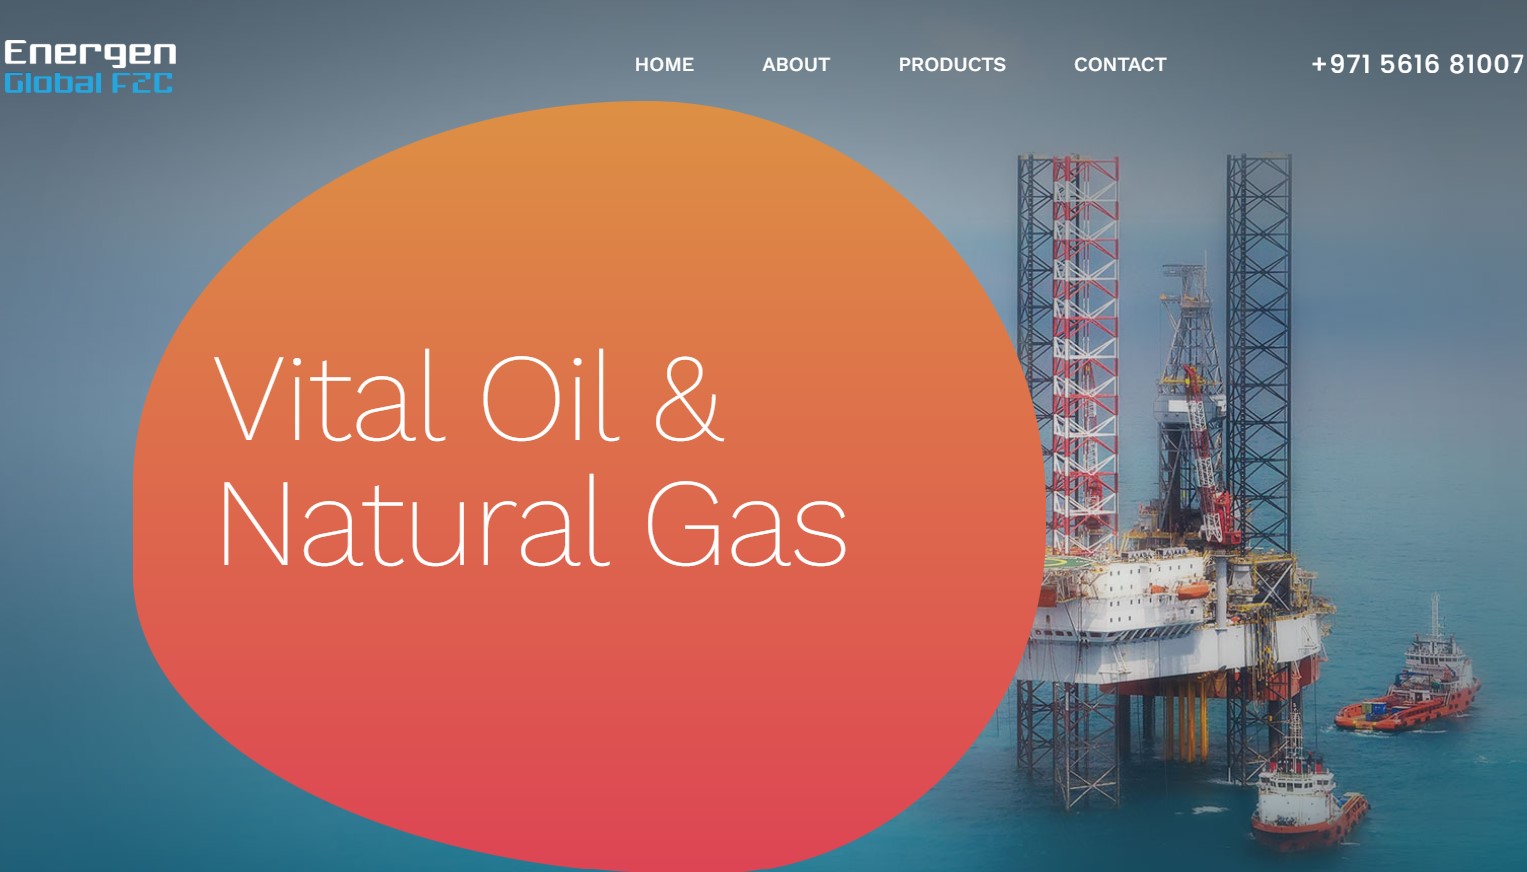 Energen
Global FZC
HOME ABOUT PRODUCTS CONTACT +971 5616 81007
Vital Oil &
Natural Gas